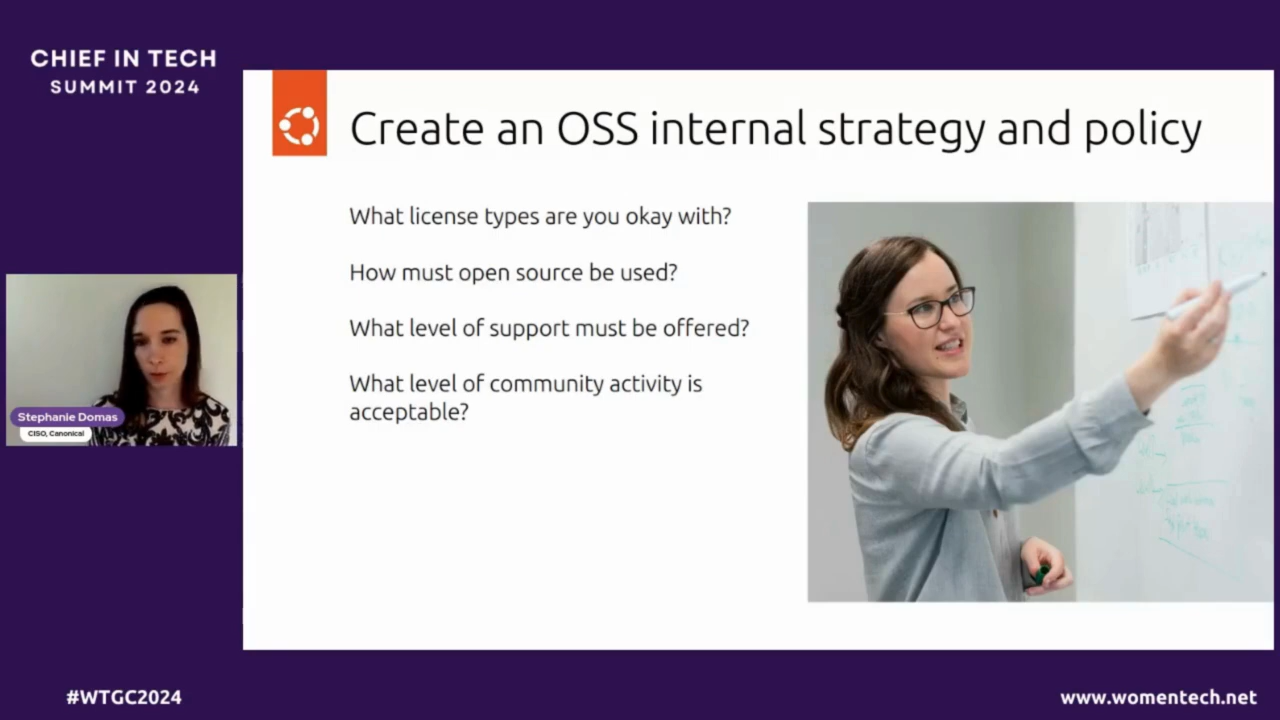 CHIEF IN TECH
SUMMIT 2024
Create an OSS internal strategy and policy
What license types are you okay with?
How must open source be used?
What level of support must be offered?
What level of community activity is
acceptable?
Stephanie Domas
CISO, Canonical
#WTGC2024
www.womentech.net